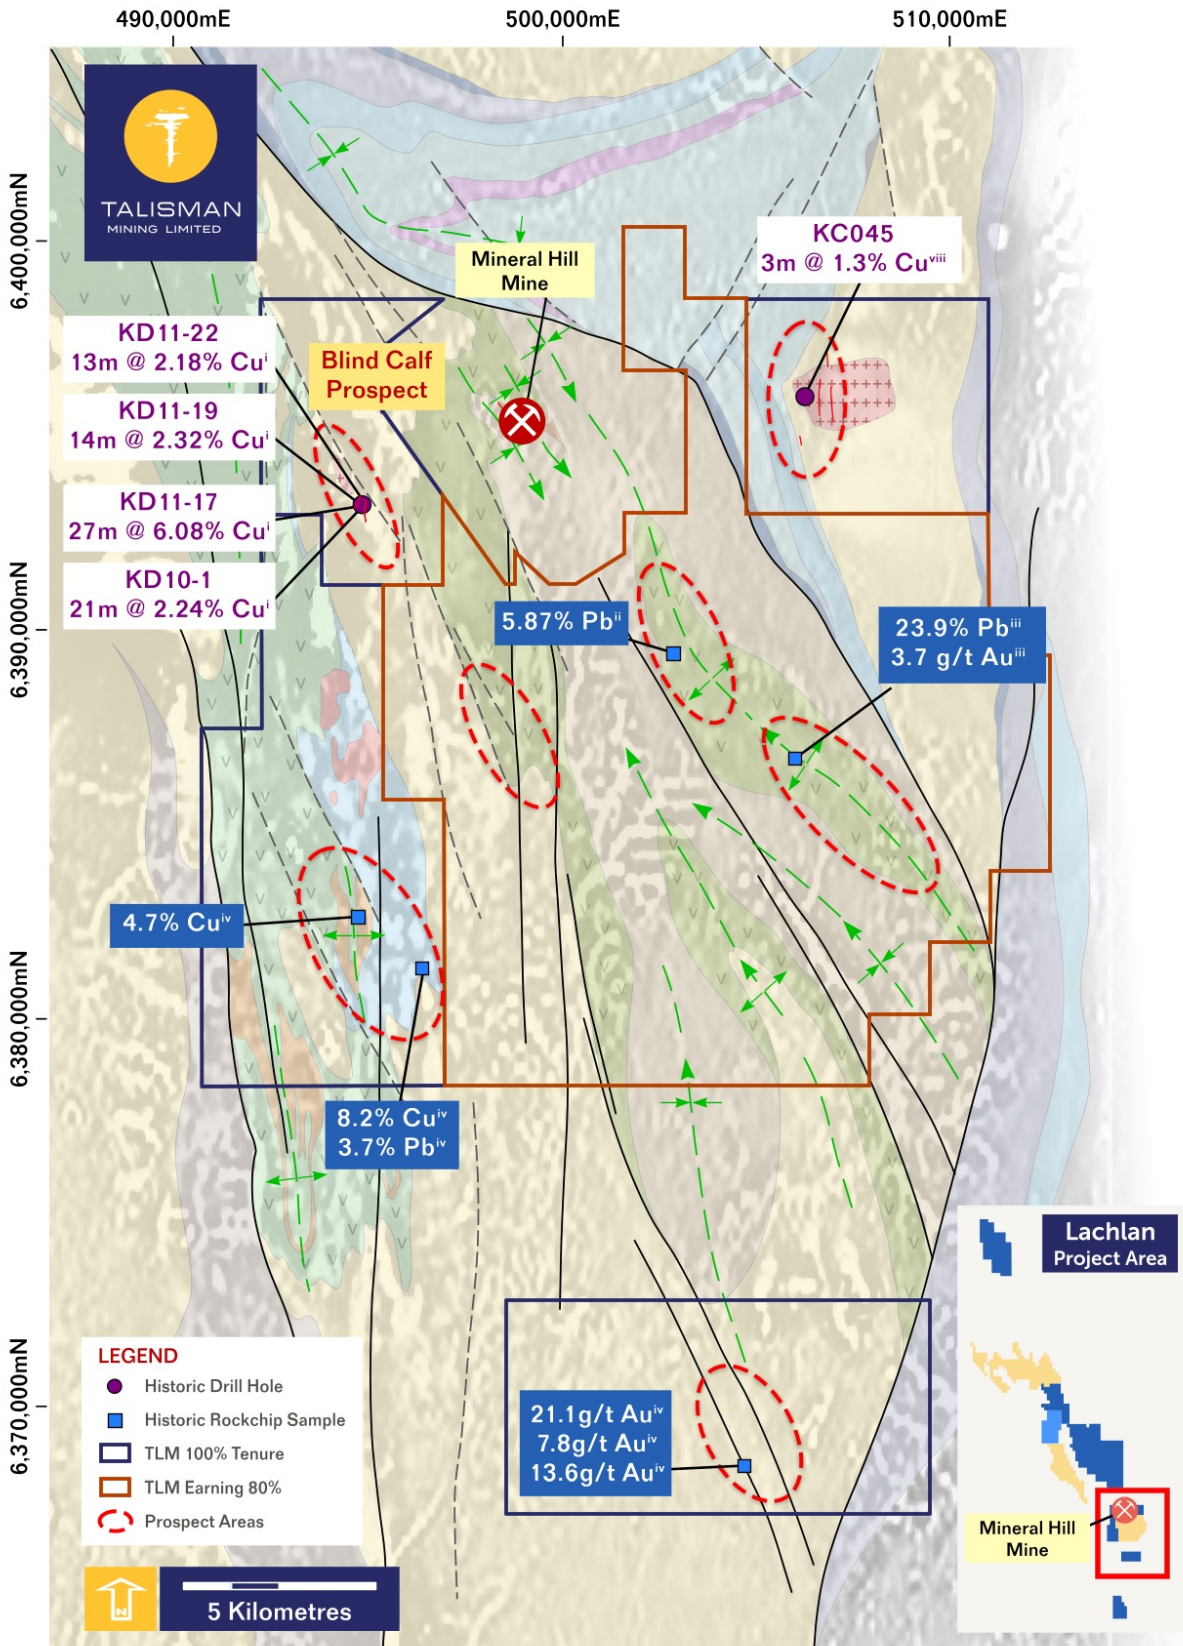 490,000mE
500,000mE
510,000mE
6,400,000mN
6,390,000mN
6,380,000mN
6,370,000mN
TALISMAN
MINING LIMITED
Mineral Hill
Mine
KC045
3m @ 1.3% Cuviii
KD11-22
13m @ 2.18% Cui
Blind Calf
Prospect
KD11-19
14m @ 2.32% Cui
KD11-17
27m @ 6.08% Cui
KD10-1
21m @ 2.24% Cui
5.87% Pbii
23.9% Pbiii
3.7 g/t Auiii
4.7% Cuiv
8.2% Cuiv
3.7% Pbiv
21.1g/t Auiv
7.8g/t Auiv
13.6g/t Auiv
LEGEND
Historic Drill Hole
Historic Rockchip Sample
TLM 100% Tenure
TLM Earning 80%
Prospect Areas
N
5 Kilometres
Lachlan
Project Area
Mineral Hill
Mine